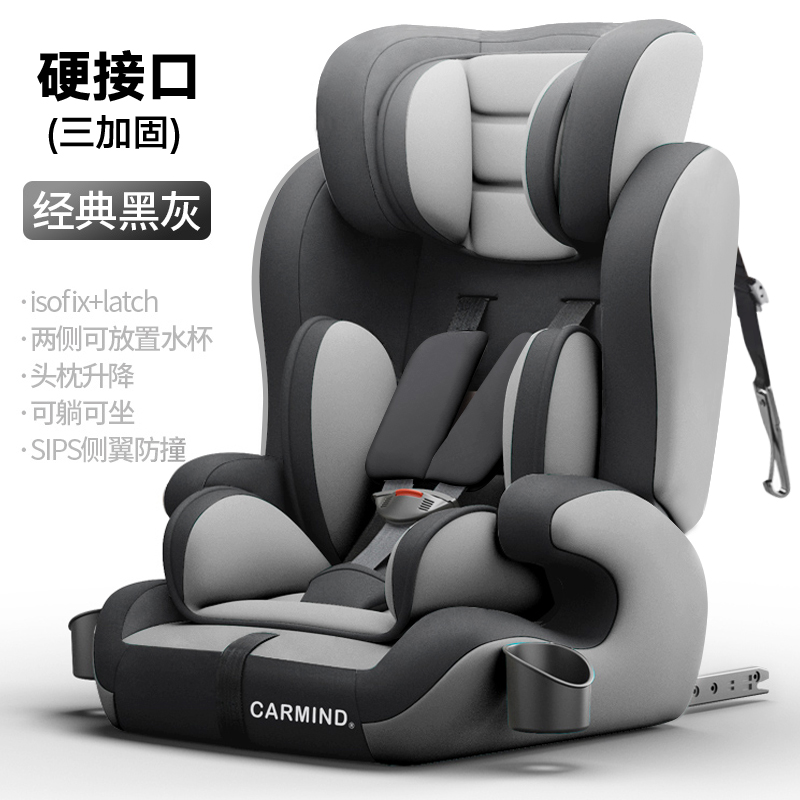 硬接口
(三加固)
经典黑灰
·isofix+latch
·两侧可放置水杯
·头枕升降
·可躺可坐
·SIPS侧翼防撞
CARMIND®